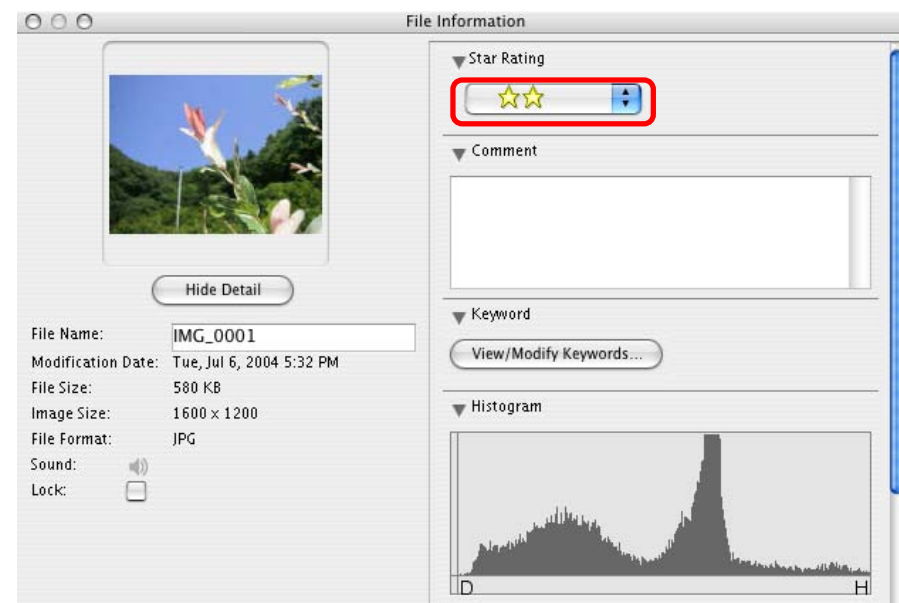 File Information
Hide Detail
File Name: IMG_0001
Modification Date: Tue, Jul 6, 2004 5:32 PM
File Size: 580 KB
Image Size: 1600 x 1200
File Format: JPG
Sound:
Lock:
Star Rating
Comment
Keyword
View/Modify Keywords...
Histogram
D H